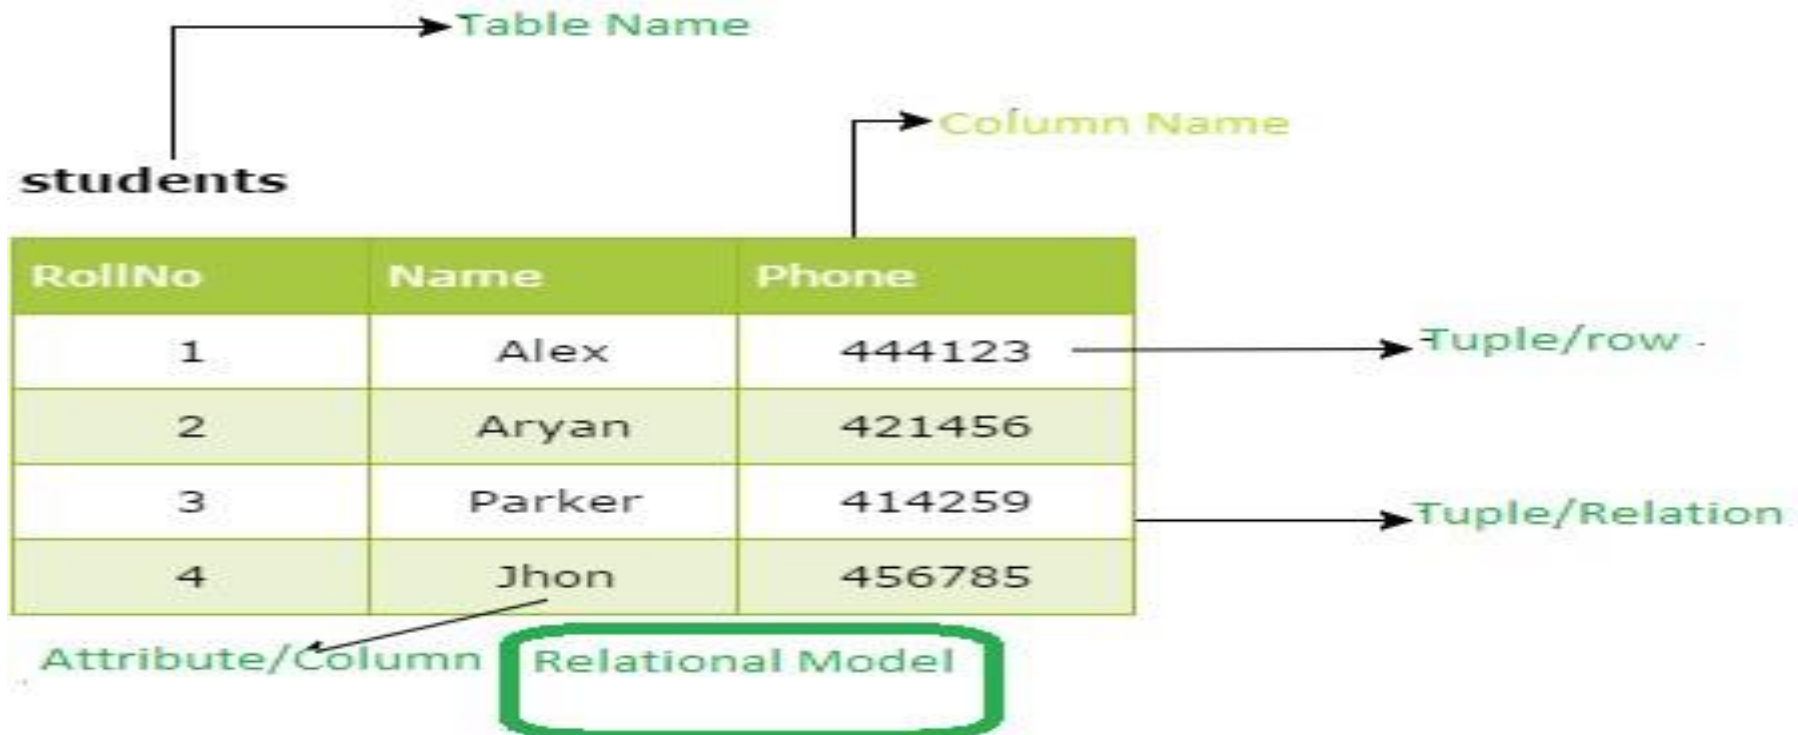 Table Name
Column Name
students
RollNo Name Phone
1 Alex 444123
Tuple/row
2 Aryan 421456
3 Parker 414259
Tuple/Relation
4 Jhon 456785
Attribute/Column
Relational Model